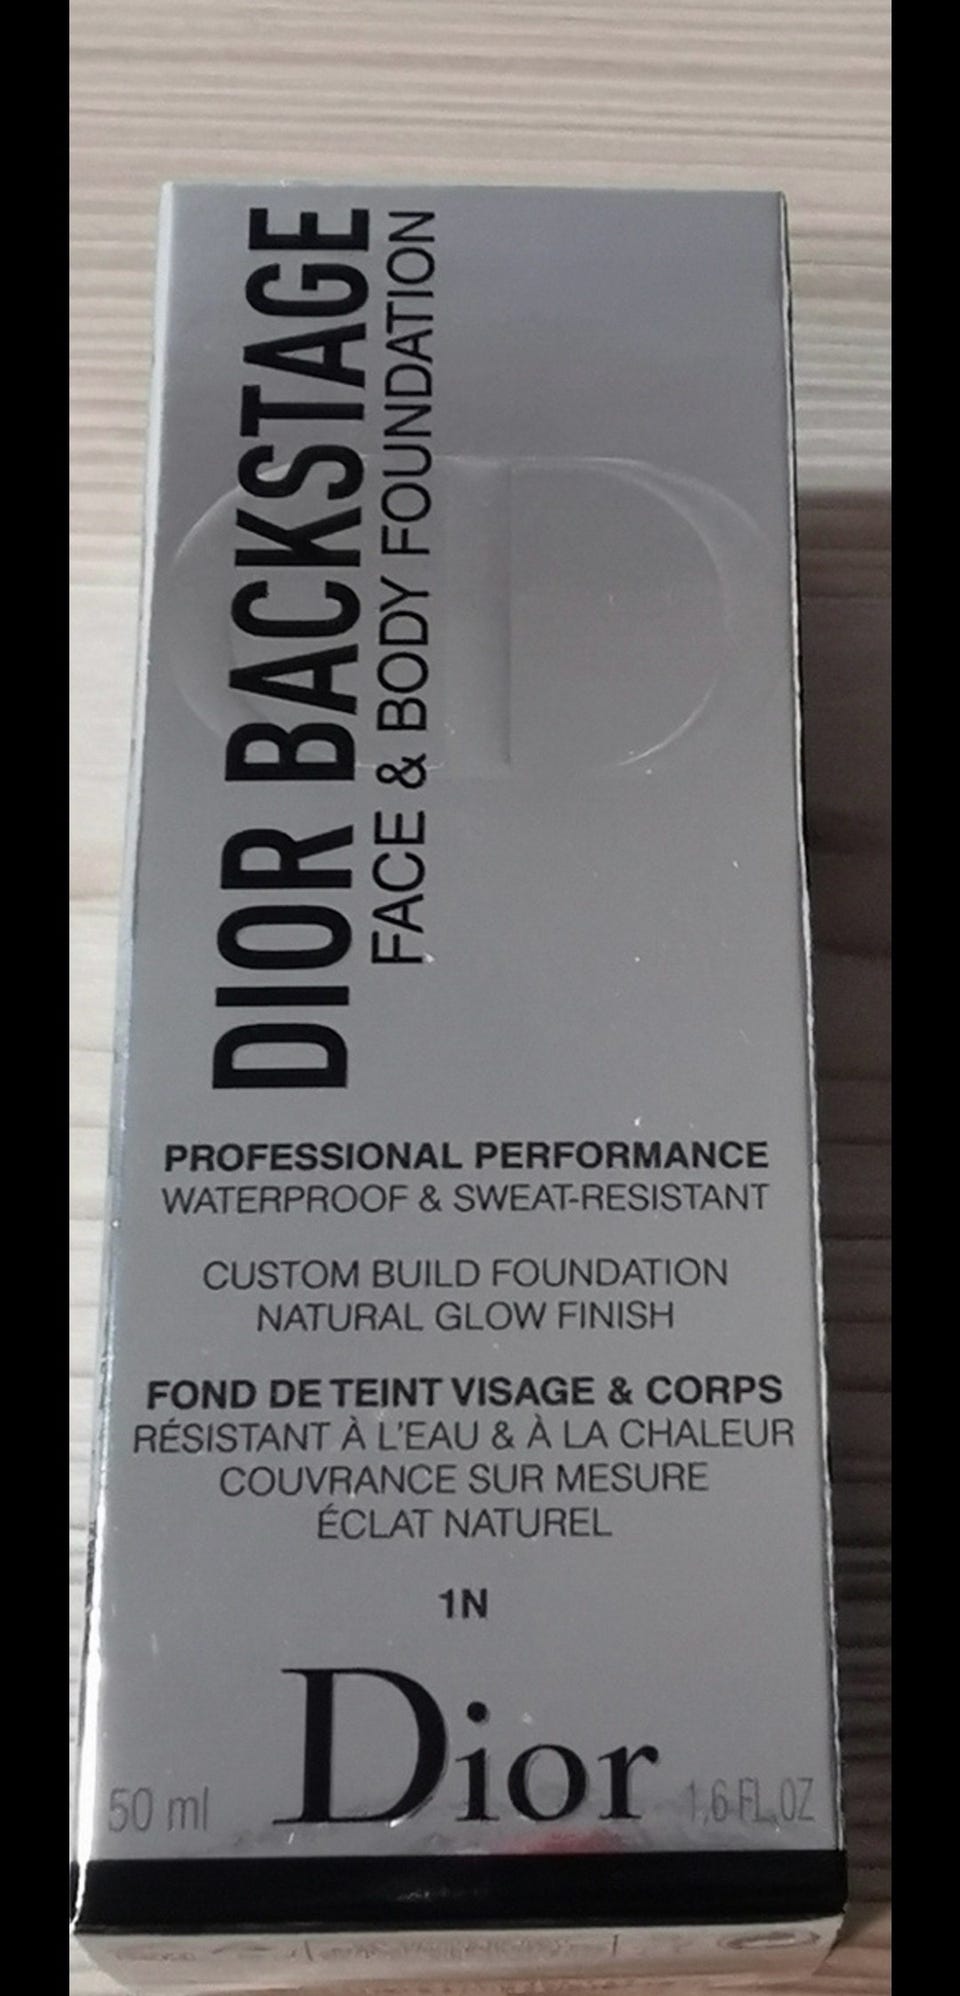 DIOR BACKSTAGE
FACE & BODY FOUNDATION
PROFESSIONAL PERFORMANCE
WATERPROOF & SWEAT-RESISTANT
CUSTOM BUILD FOUNDATION
NATURAL GLOW FINISH
FOND DE TEINT VISAGE & CORPS
RÉSISTANT À L'EAU & À LA CHALEUR
COUVRANCE SUR MESURE
ÉCLAT NATUREL
1N
Dior
50 ml 1,6 FL.OZ